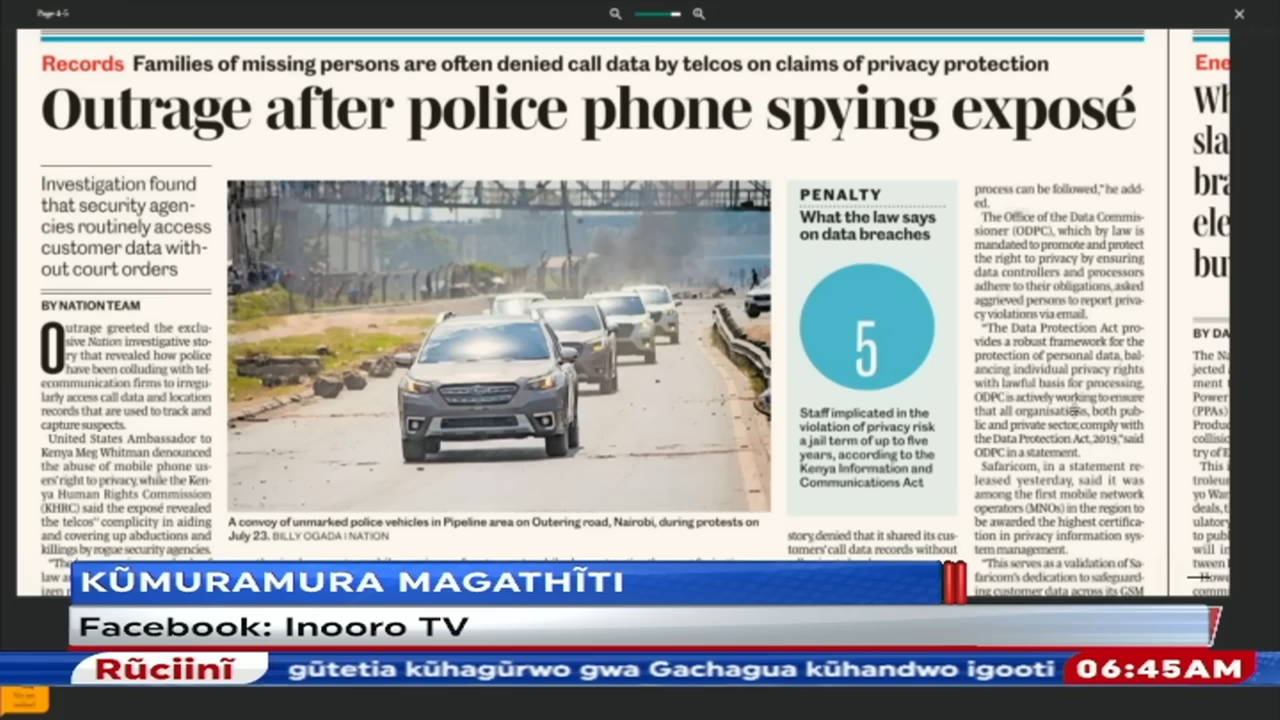 Page 4-5
Records Families of missing persons are often denied call data by telcos on claims of privacy protection
Outrage after police phone spying exposé
Investigation found
that security agen-
cies routinely access
customer data with-
out court orders
BY NATION TEAM
Outrage greeted the exclu-
sive Nation investigative sto-
ry that revealed how police
have been colluding with tel-
ecommunication firms to irregu-
larly access call data and location
records that are used to track and
capture suspects.
United States Ambassador to
Kenya Meg Whitman denounced
the abuse of mobile phone us-
ers' right to privacy, while the Ken-
ya Human Rights Commission
(KHRC) said the exposé revealed
the telcos" complicity in aiding
and covering up abductions and
killings by rogue security agencies.
A convoy of unmarked police vehicles in Pipeline area on Outering road, Nairobi, during protests on
July 23. BILLY OGADA I NATION
PENALTY
What the law says
on data breaches
5
Staff implicated in the
violation of privacy risk
a jail term of up to five
years, according to the
Kenya Information and
Communications Act
story, denied that it shared its cus-
tomers' call data records without
process can be followed," he add-
ed.
The Office of the Data Commis-
sioner (ODPC), which by law is
mandated to promote and protect
the right to privacy by ensuring
data controllers and processors
adhere to their obligations, asked
aggrieved persons to report priva-
cy violations via email.
"The Data Protection Act pro-
vides a robust framework for the
protection of personal data, bal-
ancing individual privacy rights
with lawful basis for processing.
ODPC is actively working to ensure
that all organisations, both pub-
lic and private sector, comply with
the Data Protection Act, 2019," said
ODPC in a statement.
Safaricom, in a statement re-
leased yesterday, said it was
among the first mobile network
operators (MNOs) in the region to
be awarded the highest certifica-
tion in privacy information sys-
tem management.
"This serves as a validation of Sa-
faricom's dedication to safeguard-
ing customer data across its GSM
Ene
Wh
sla
bra
ele
bu
BY DA
KŨMURAMURA MAGATHĨTI
Facebook: Inooro TV
Rũciinĩ gũtetia kũhagũrwo gwa Gachagua kũhandwo igooti 06:45AM